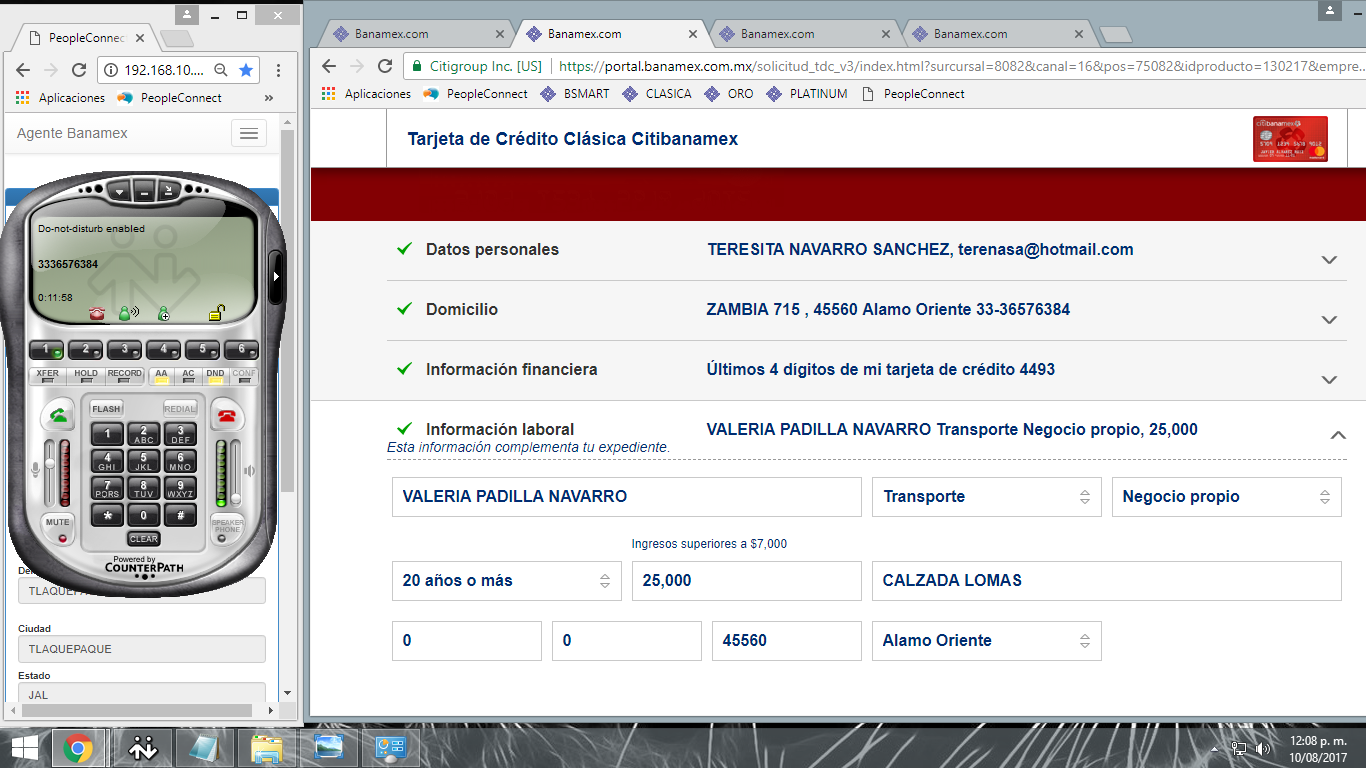 PeopleConnec
192.168.10....
Aplicaciones
PeopleConnect
»
Agente Banamex
Do-not-disturb enabled
3336576384
0:11:58
1 2 3 4 5 6
XFER HOLD RECORD AA AC DND CONF
FLASH REDIAL
1 2 ABC 3 DEF
4 GHI 5 JKL 6 MNO
7 PQRS 8 TUV 9 WXYZ
* 0 #
MUTE
SPEAKER PHONE
CLEAR
Powered by
COUNTERPATH
Ciudad
TLAQUEPAQUE
Estado
JAL
Banamex.com
Banamex.com
Banamex.com
Banamex.com
Citigroup Inc. [US] https://portal.banamex.com.mx/solicitud_tdc_v3/index.html?surcursal=8082&canal=16&pos=75082&idproducto=130217&empre...
Aplicaciones PeopleConnect BSMART CLASICA ORO PLATINUM PeopleConnect
Tarjeta de Crédito Clásica Citibanamex
citibanamex
Datos personales TERESITA NAVARRO SANCHEZ, terenasa@hotmail.com
Domicilio ZAMBIA 715 , 45560 Alamo Oriente 33-36576384
Información financiera Últimos 4 dígitos de mi tarjeta de crédito 4493
Información laboral VALERIA PADILLA NAVARRO Transporte Negocio propio, 25,000
Esta información complementa tu expediente.
VALERIA PADILLA NAVARRO Transporte Negocio propio
Ingresos superiores a $7,000
20 años o más 25,000 CALZADA LOMAS
0 0 45560 Alamo Oriente
12:08 p. m.
10/08/2017